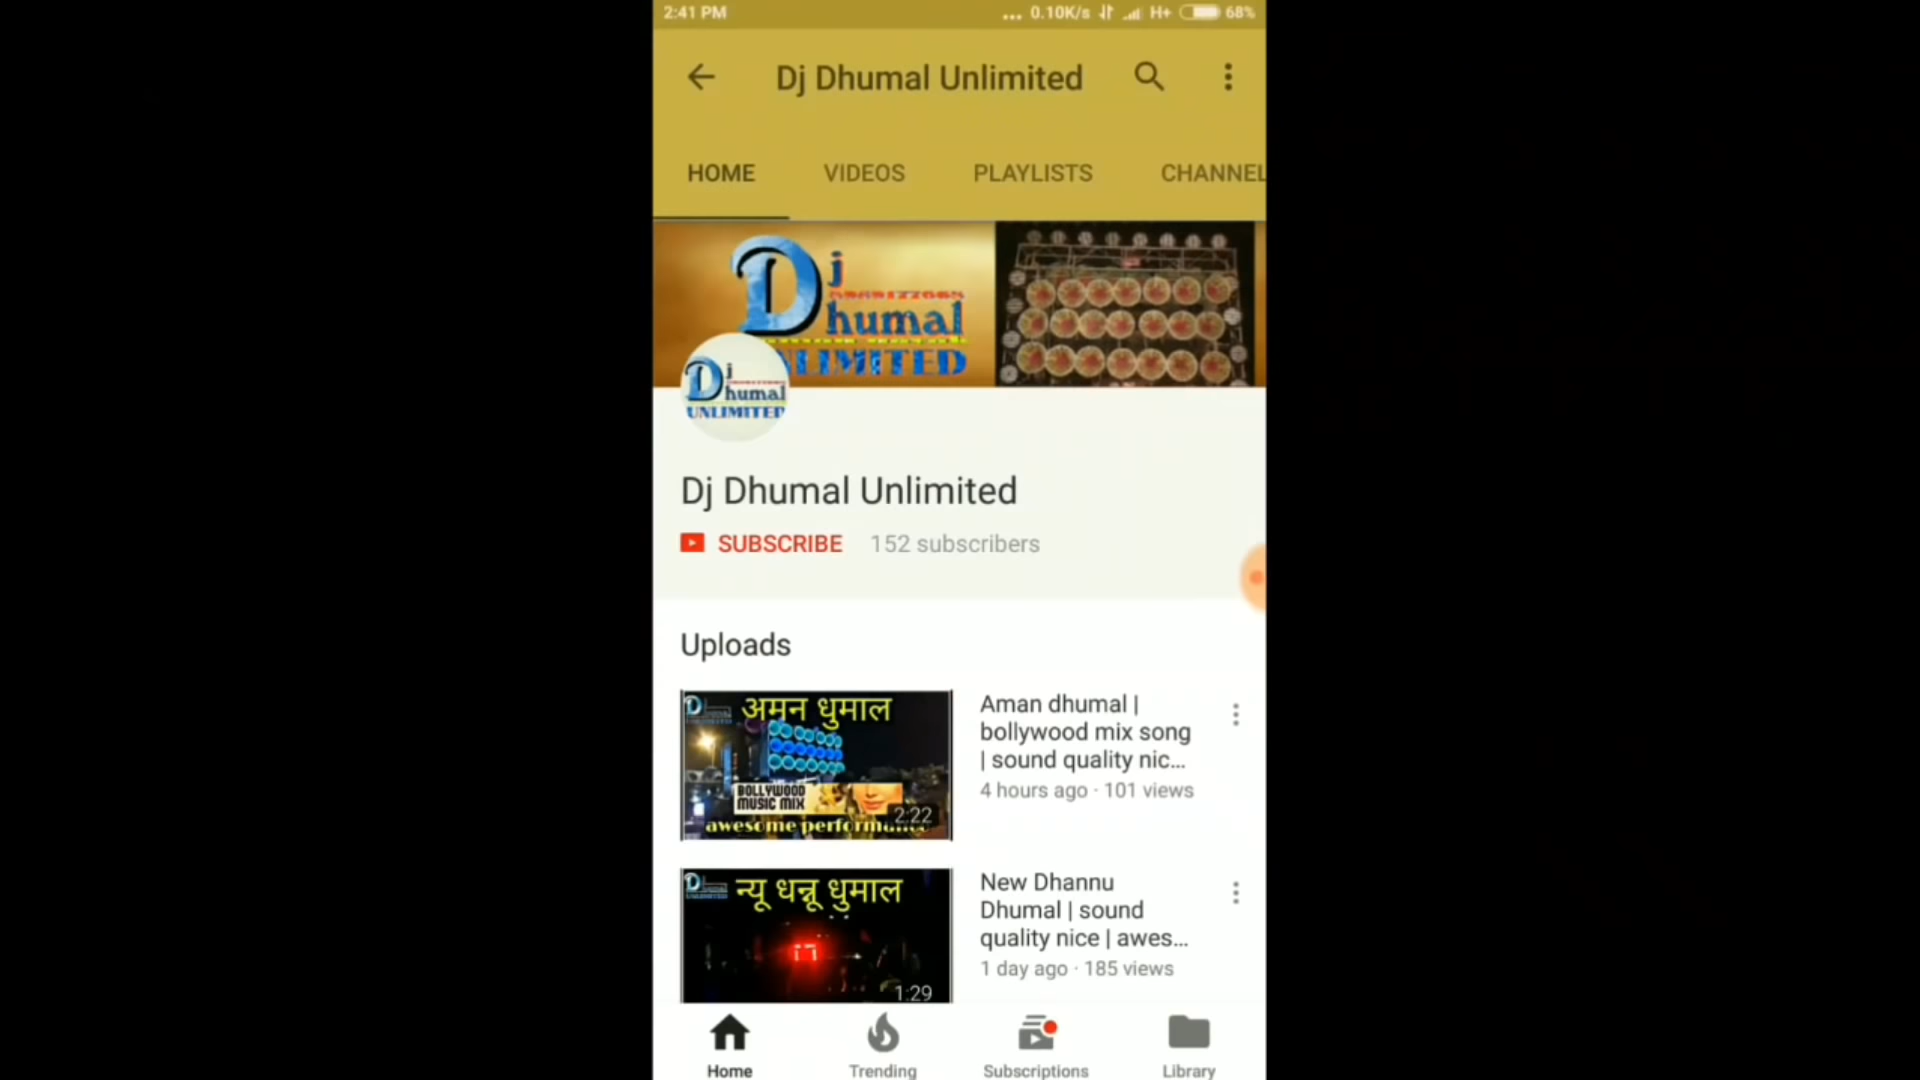 2:41 PM
... 0.10K/s H+ 68%
Dj Dhumal Unlimited
HOME VIDEOS PLAYLISTS CHANNEL
Dj
Dhumal
UNLIMITED
Dj
Dhumal
UNLIMITED
Dj Dhumal Unlimited
SUBSCRIBE 152 subscribers
Uploads
अमन धुमाल
BOLLYWOOD
MUSIC MIX
2:22
awesome
Aman dhumal |
bollywood mix song
| sound quality nic...
4 hours ago · 101 views
न्यू धन्नू धुमाल
1:29
New Dhannu
Dhumal | sound
quality nice | awes...
1 day ago · 185 views
Home Trending Subscriptions Library